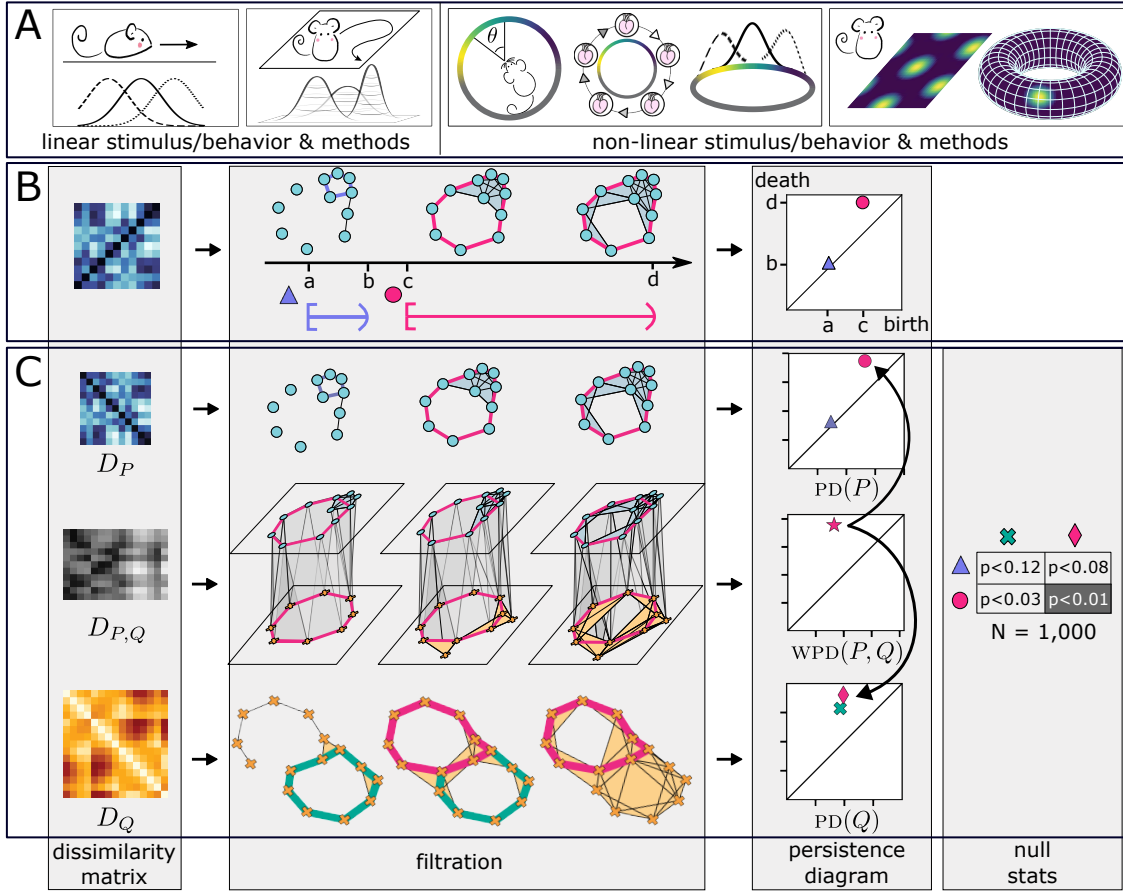 A
θ
linear stimulus/behavior & methods
non-linear stimulus/behavior & methods
B
a
b
c
d
death
d
b
a
c
birth
C
D_P
PD(P)
D_{P,Q}
WPD(P, Q)
p<0.12
p<0.08
p<0.03
p<0.01
N = 1,000
D_Q
PD(Q)
dissimilarity
matrix
filtration
persistence
diagram
null
stats